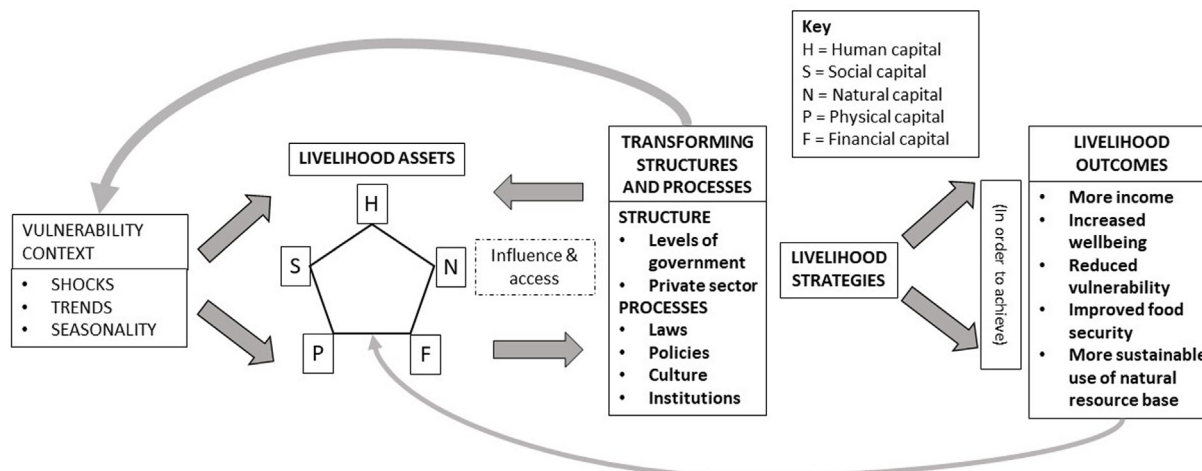 Key
H = Human capital
S = Social capital
N = Natural capital
P = Physical capital
F = Financial capital
VULNERABILITY
CONTEXT
• SHOCKS
• TRENDS
• SEASONALITY
LIVELIHOOD ASSETS
H
S
N
P
F
Influence &
access
TRANSFORMING
STRUCTURES
AND PROCESSES
STRUCTURE
• Levels of
government
• Private sector
PROCESSES
• Laws
• Policies
• Culture
• Institutions
LIVELIHOOD
STRATEGIES
(In order to achieve)
LIVELIHOOD
OUTCOMES
• More income
• Increased
wellbeing
• Reduced
vulnerability
• Improved food
security
• More sustainable
use of natural
resource base